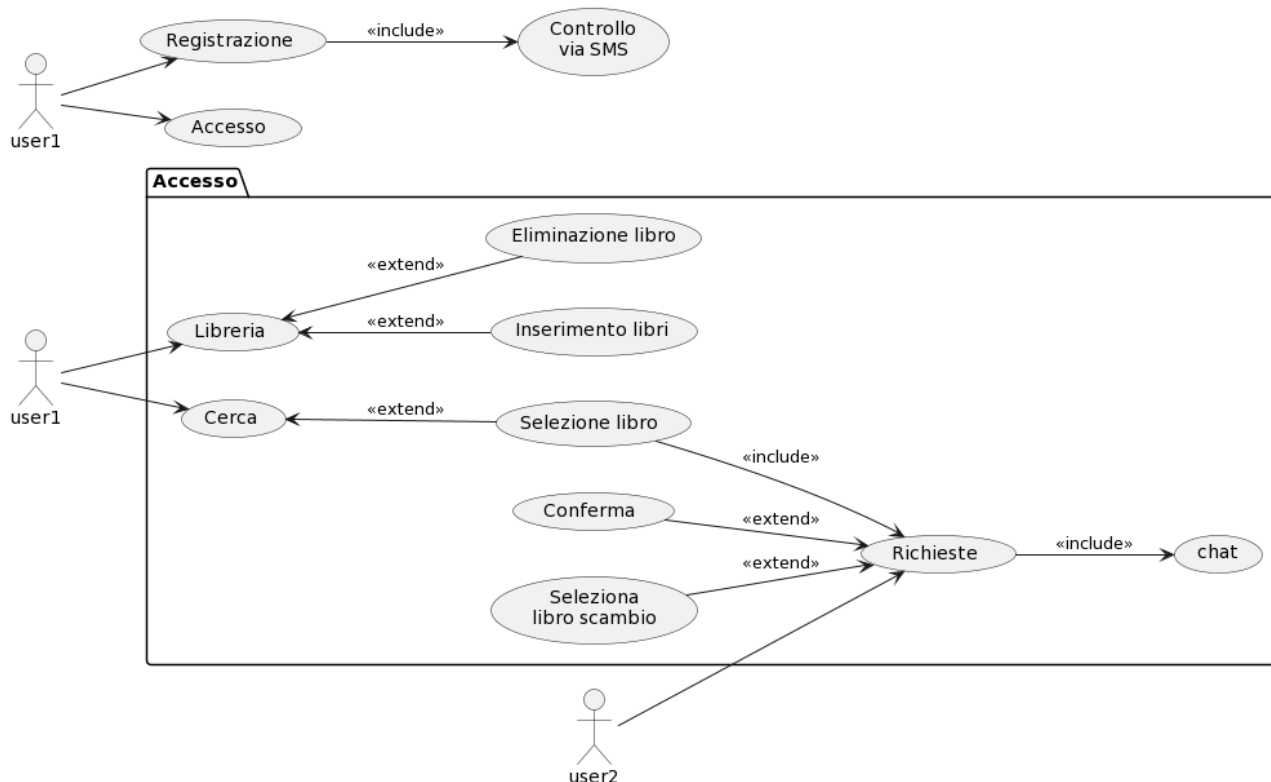 Registrazione
«include»
Controllo
via SMS
user1
Accesso
Accesso
Eliminazione libro
«extend»
Libreria
«extend»
Inserimento libri
user1
Cerca
«extend»
Selezione libro
«include»
Conferma
«extend»
Richieste
«include»
chat
«extend»
Seleziona
libro scambio
user2